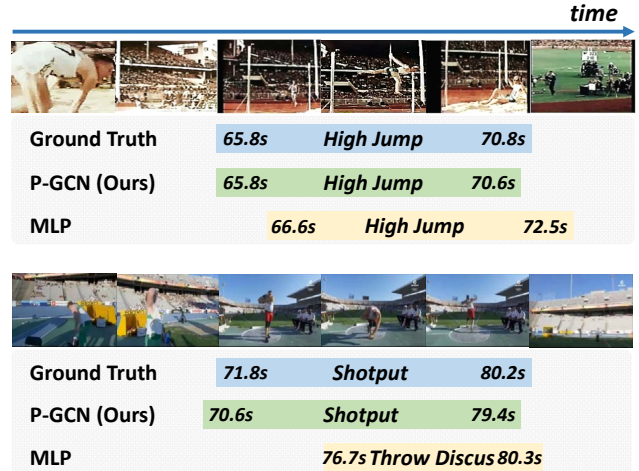 time
Ground Truth 65.8s High Jump 70.8s
P-GCN (Ours) 65.8s High Jump 70.6s
MLP 66.6s High Jump 72.5s
Ground Truth 71.8s Shotput 80.2s
P-GCN (Ours) 70.6s Shotput 79.4s
MLP 76.7s Throw Discus 80.3s